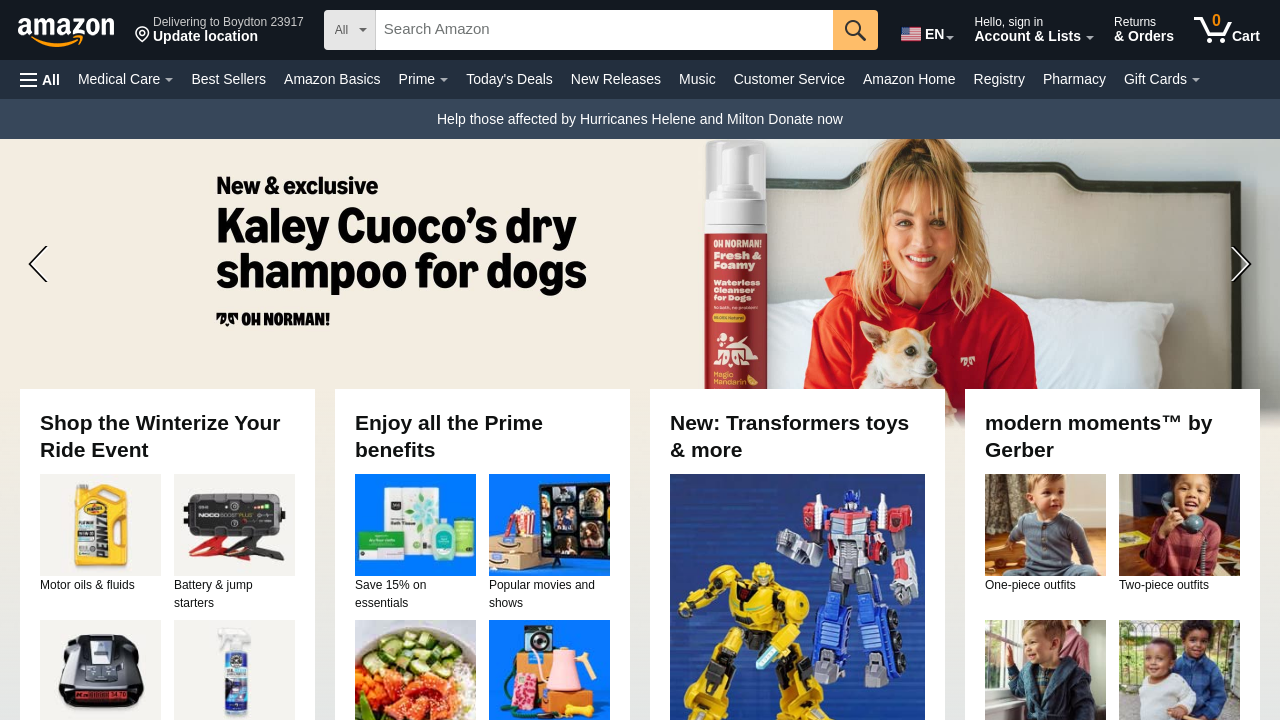 amazon
Delivering to Boydton 23917
Update location
All
Search Amazon
EN
Hello, sign in
Account & Lists
Returns
& Orders
0
Cart
All
Medical Care
Best Sellers
Amazon Basics
Prime
Today's Deals
New Releases
Music
Customer Service
Amazon Home
Registry
Pharmacy
Gift Cards
Help those affected by Hurricanes Helene and Milton Donate now
New & exclusive
Kaley Cuoco's dry
shampoo for dogs
OH NORMAN!
OH NORMAN!
Fresh &
Foamy
Waterless
Cleanser
for Dogs
Magic
Mandarin
Shop the Winterize Your
Ride Event
Motor oils & fluids
Battery & jump
starters
Enjoy all the Prime
benefits
Save 15% on
essentials
Popular movies and
shows
New: Transformers toys
& more
modern moments™ by
Gerber
One-piece outfits
Two-piece outfits